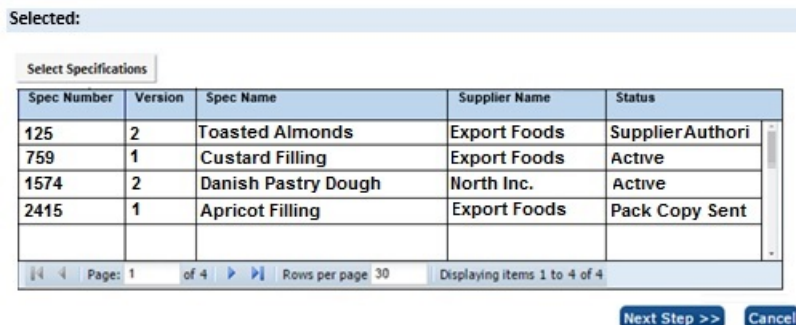 Selected:
Select Specifications
Spec Number Version Spec Name Supplier Name Status
125 2 Toasted Almonds Export Foods SupplierAuthori
759 1 Custard Filling Export Foods Active
1574 2 Danish Pastry Dough North Inc. Active
2415 1 Apricot Filling Export Foods Pack Copy Sent
Page: 1 of 4 Rows per page 30 Displaying items 1 to 4 of 4
Next Step >> Cancel